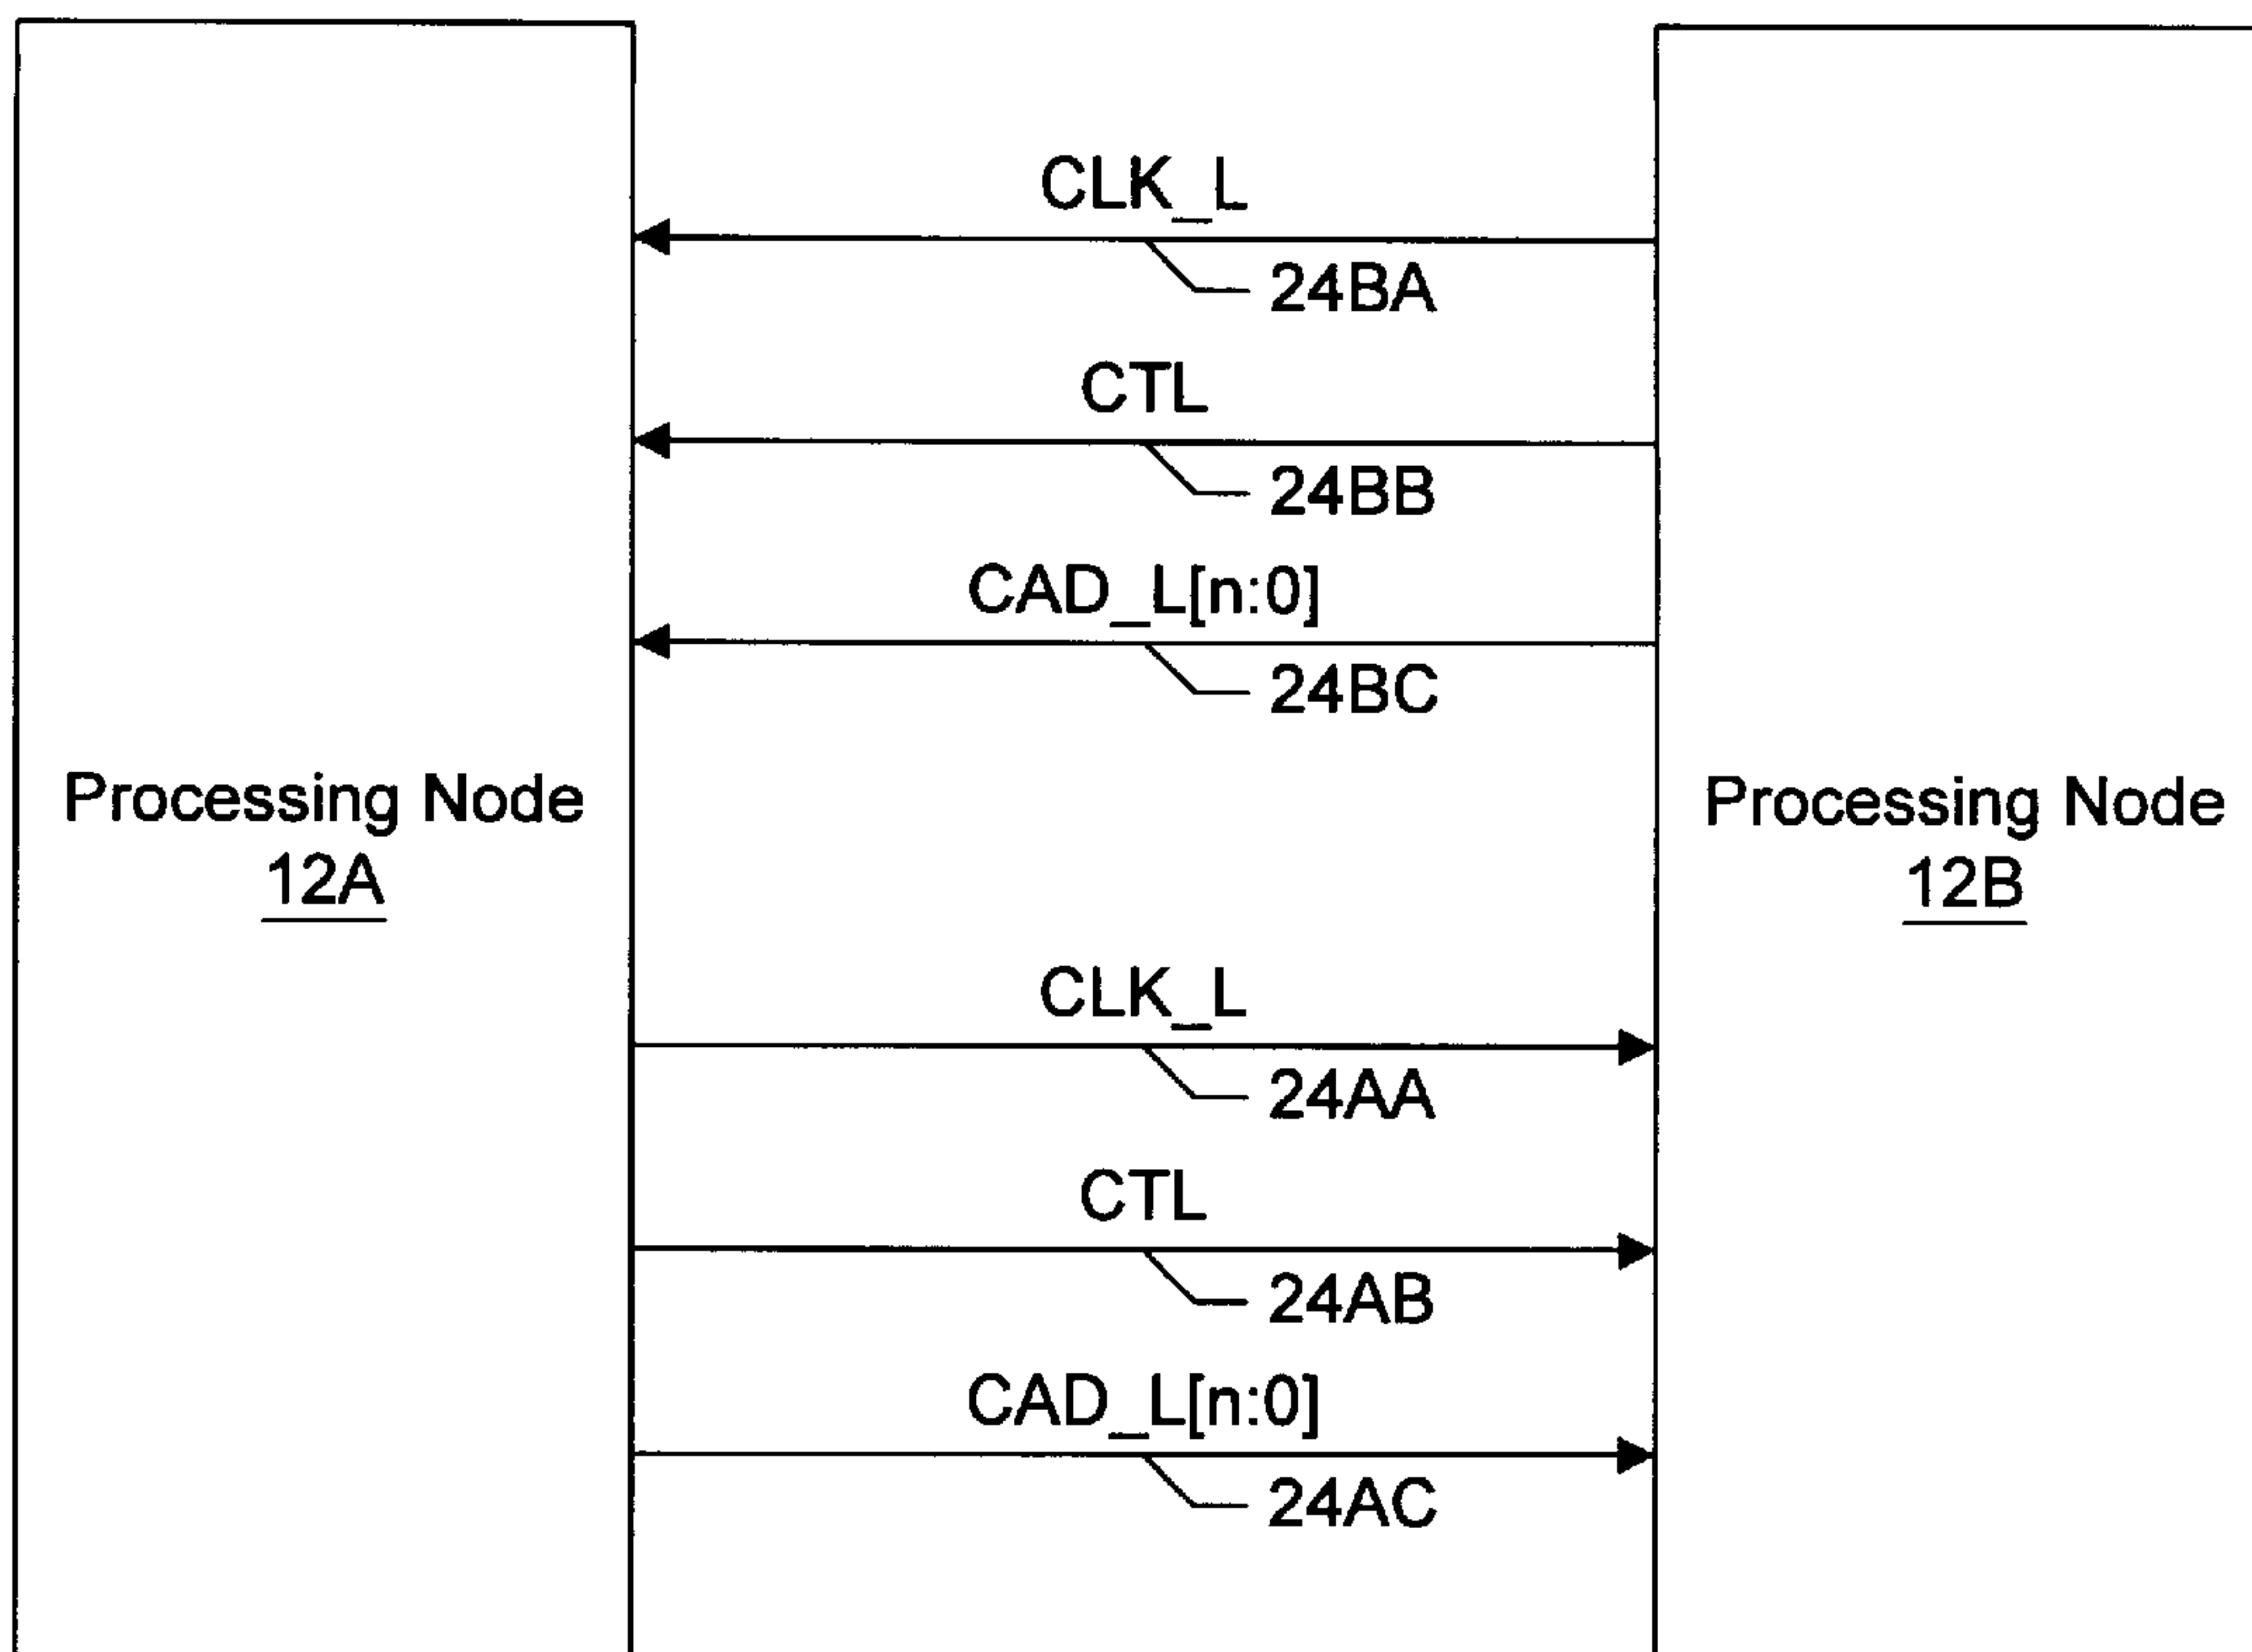 CLK_L
24BA
CTL
24BB
CAD_L[n:0]
24BC
Processing Node
12A
Processing Node
12B
CLK_L
24AA
CTL
24AB
CAD_L[n:0]
24AC